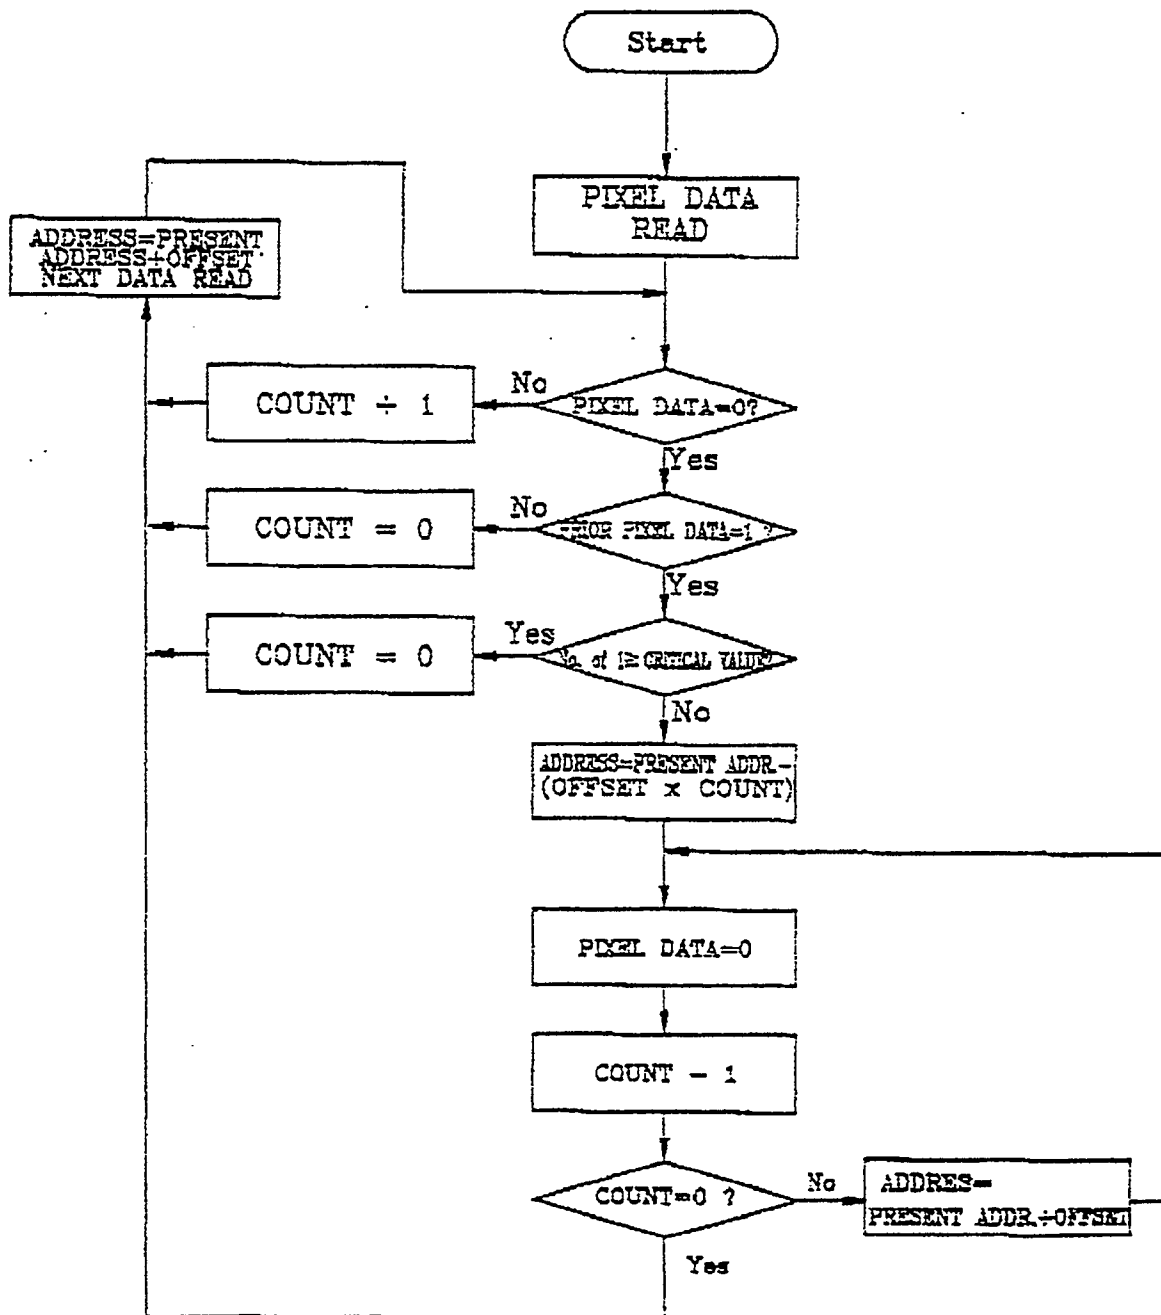 Start
PIXEL DATA
READ
ADDRESS=PRESENT
ADDRESS+OFFSET
NEXT DATA READ
COUNT + 1
No
PIXEL DATA=0?
Yes
COUNT = 0
No
PRIOR PIXEL DATA=1 ?
Yes
COUNT = 0
Yes
No. of 1≥ CRITICAL VALUE?
No
ADDRESS=PRESENT ADDR.-
(OFFSET x COUNT)
PIXEL DATA=0
COUNT - 1
COUNT=0 ?
No
ADDRES=
PRESENT ADDR.+OFFSET
Yes